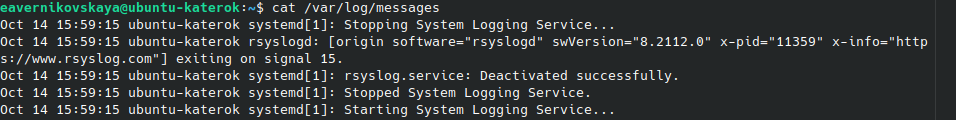 eavernikovskaya@ubuntu-katerok:~$ cat /var/log/messages
Oct 14 15:59:15 ubuntu-katerok systemd[1]: Stopping System Logging Service...
Oct 14 15:59:15 ubuntu-katerok rsyslogd: [origin software="rsyslogd" swVersion="8.2112.0" x-pid="11359" x-info="http
s://www.rsyslog.com"] exiting on signal 15.
Oct 14 15:59:15 ubuntu-katerok systemd[1]: rsyslog.service: Deactivated successfully.
Oct 14 15:59:15 ubuntu-katerok systemd[1]: Stopped System Logging Service.
Oct 14 15:59:15 ubuntu-katerok systemd[1]: Starting System Logging Service...